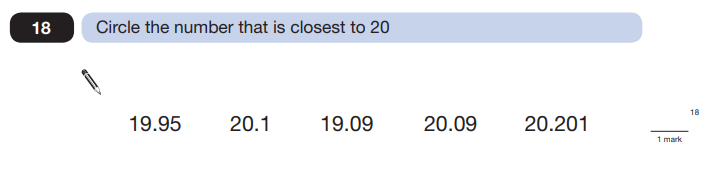 18 Circle the number that is closest to 20
19.95 20.1 19.09 20.09 20.201
18
1 mark